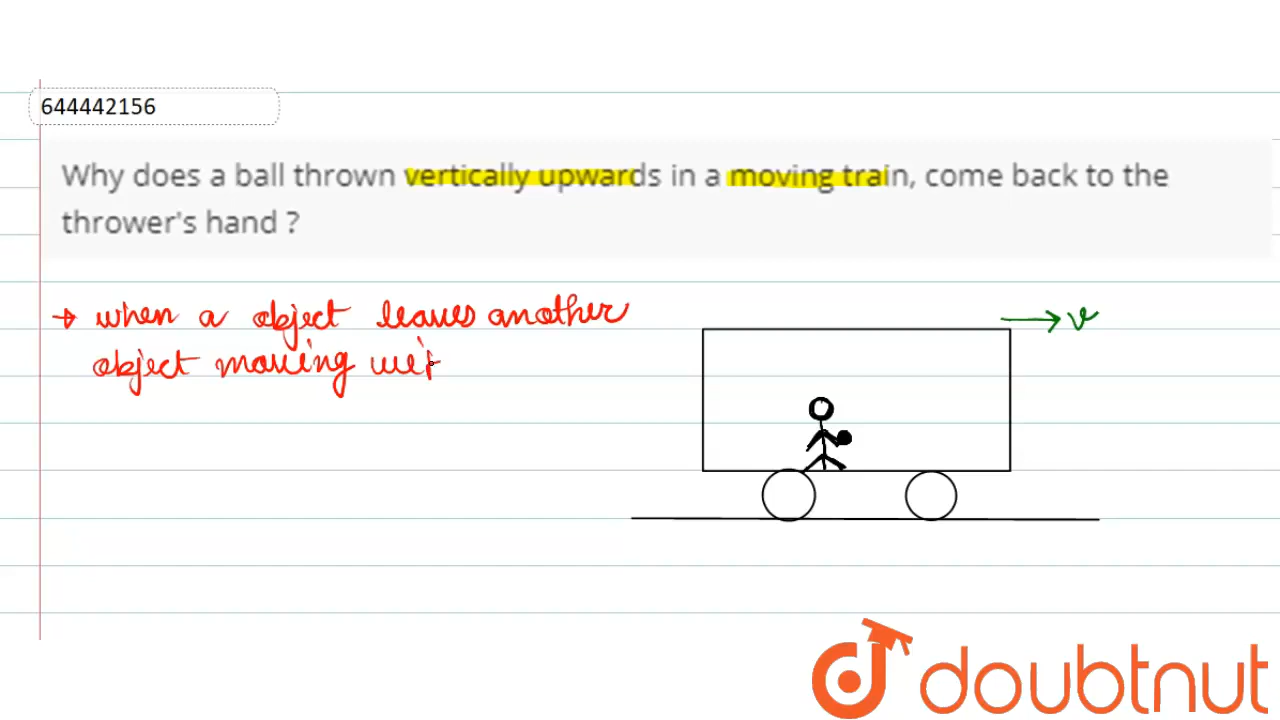 644442156
Why does a ball thrown vertically upwards in a moving train, come back to the
thrower's hand ?
→ when a object leaves another
object moving wit
→ v
doubtnut